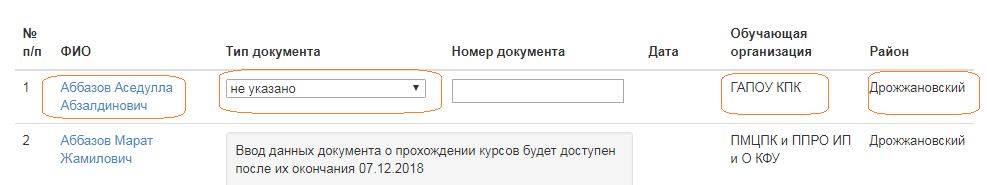 № п/п ФИО Тип документа Номер документа Дата Обучающая организация Район
1 Аббазов Аседулла Абзалдинович не указано ГАПОУ КПК Дрожжановский
2 Аббазов Марат Жамилович Ввод данных документа о прохождении курсов будет доступен после их окончания 07.12.2018 ПМЦПК и ППРО ИП и О КФУ Дрожжановский